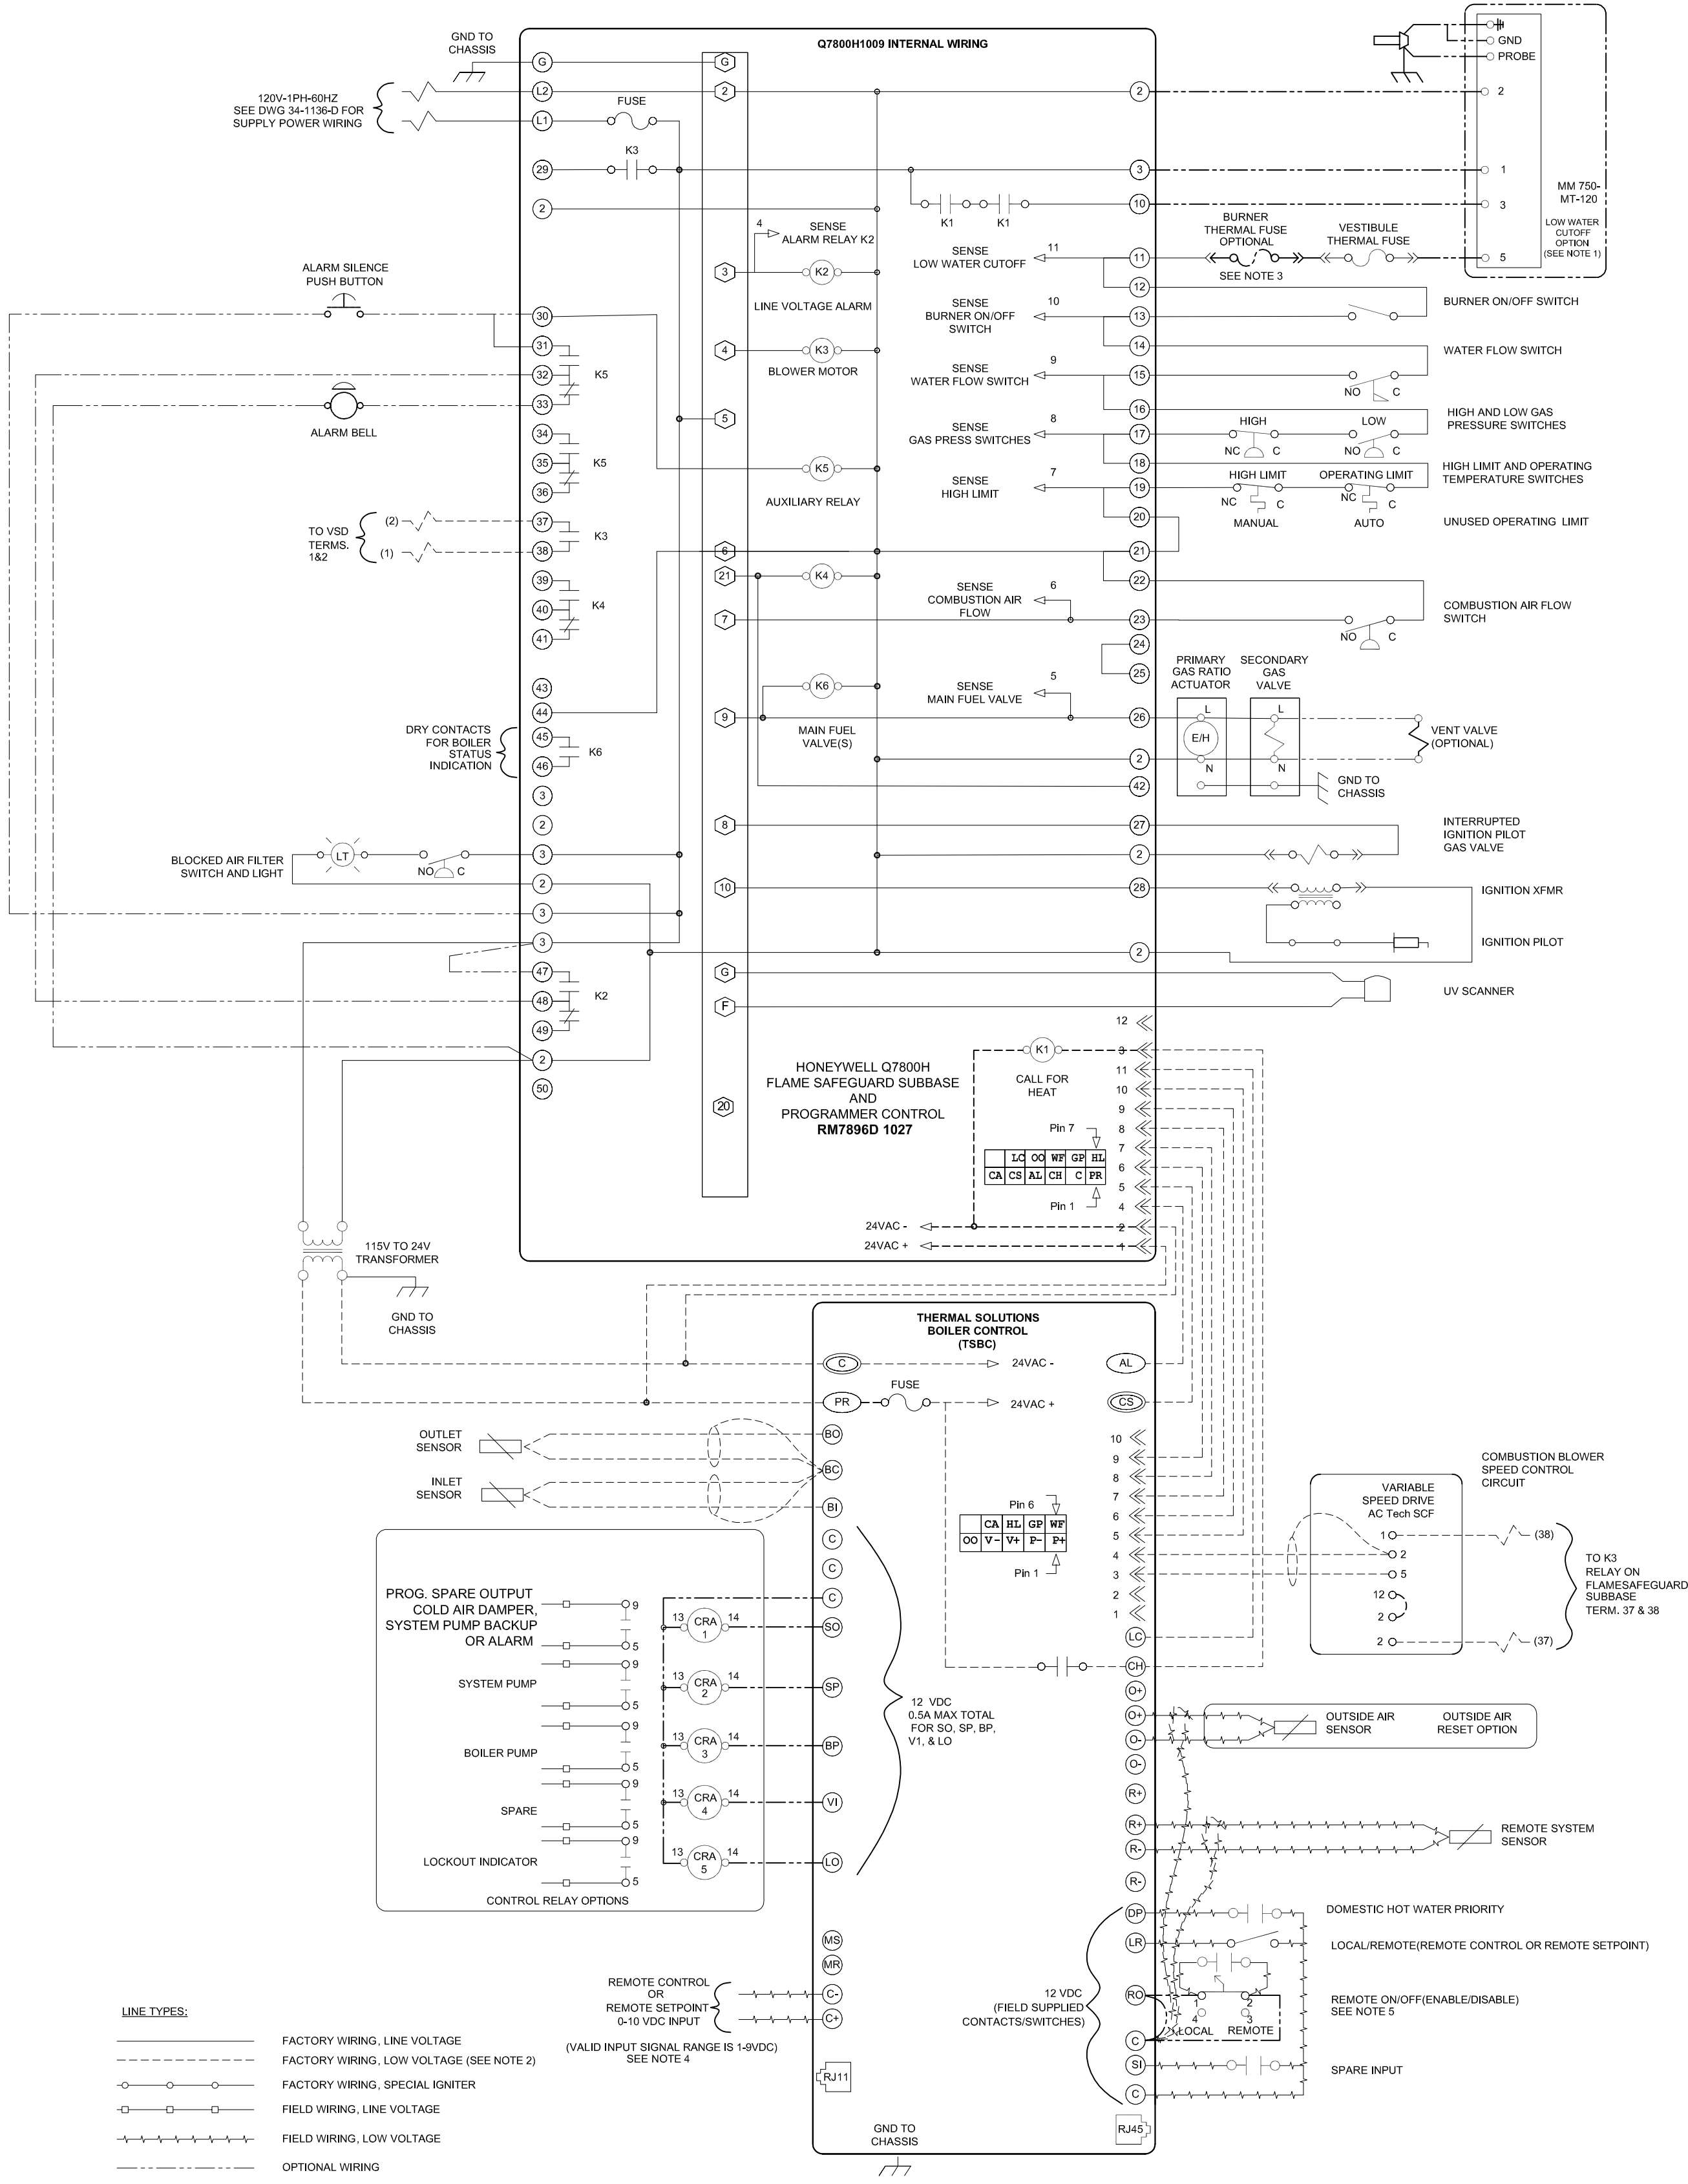 Q7800H1009 INTERNAL WIRING
GND TO
CHASSIS
G
G
GND
PROBE
120V-1PH-60HZ
SEE DWG 34-1136-D FOR
SUPPLY POWER WIRING
L2
2
2
2
L1
FUSE
K3
29
3
1
2
10
3
K1
K1
MM 750-
MT-120
LOW WATER
CUTOFF
OPTION
(SEE NOTE 1)
4
SENSE
ALARM RELAY K2
3
K2
LINE VOLTAGE ALARM
SENSE
LOW WATER CUTOFF
11
11
BURNER
THERMAL FUSE
OPTIONAL
SEE NOTE 3
VESTIBULE
THERMAL FUSE
5
12
ALARM SILENCE
PUSH BUTTON
30
SENSE
BURNER ON/OFF
SWITCH
10
13
BURNER ON/OFF SWITCH
31
32
33
K5
4
K3
BLOWER MOTOR
14
SENSE
WATER FLOW SWITCH
9
15
NO
C
WATER FLOW SWITCH
ALARM BELL
16
5
SENSE
GAS PRESS SWITCHES
8
17
HIGH
NC
C
LOW
NO
C
HIGH AND LOW GAS
PRESSURE SWITCHES
34
35
36
K5
K5
AUXILIARY RELAY
18
SENSE
HIGH LIMIT
7
19
HIGH LIMIT
NC
C
MANUAL
OPERATING LIMIT
NC
C
AUTO
HIGH LIMIT AND OPERATING
TEMPERATURE SWITCHES
UNUSED OPERATING LIMIT
20
TO VSD
TERMS.
1&2
(2)
(1)
37
38
K3
6
21
21
K4
22
39
40
41
K4
7
SENSE
COMBUSTION AIR
FLOW
6
23
NO
C
COMBUSTION AIR FLOW
SWITCH
24
25
PRIMARY
GAS RATIO
ACTUATOR
SECONDARY
GAS
VALVE
43
44
K6
SENSE
MAIN FUEL VALVE
5
9
MAIN FUEL
VALVE(S)
26
L
E/H
N
L
N
VENT VALVE
(OPTIONAL)
2
GND TO
CHASSIS
42
DRY CONTACTS
FOR BOILER
STATUS
INDICATION
45
46
K6
3
2
8
27
INTERRUPTED
IGNITION PILOT
GAS VALVE
BLOCKED AIR FILTER
SWITCH AND LIGHT
LT
NO
C
3
2
2
10
28
IGNITION XFMR
3
3
2
IGNITION PILOT
47
48
49
K2
G
F
UV SCANNER
2
50
12
3
11
10
9
8
7
6
5
4
2
1
K1
CALL FOR
HEAT
HONEYWELL Q7800H
FLAME SAFEGUARD SUBBASE
AND
PROGRAMMER CONTROL
RM7896D 1027
20
Pin 7
LC OO WF GP HL
CA CS AL CH C PR
Pin 1
24VAC -
24VAC +
115V TO 24V
TRANSFORMER
GND TO
CHASSIS
THERMAL SOLUTIONS
BOILER CONTROL
(TSBC)
C
24VAC -
AL
PR
FUSE
24VAC +
CS
OUTLET
SENSOR
BO
BC
INLET
SENSOR
BI
10
9
8
7
6
5
4
3
2
1
Pin 6
CA HL GP WF
OO V- V+ P- P+
Pin 1
COMBUSTION BLOWER
SPEED CONTROL
CIRCUIT
VARIABLE
SPEED DRIVE
AC Tech SCF
1
2
5
12
2
2
(38)
(37)
TO K3
RELAY ON
FLAMESAFEGUARD
SUBBASE
TERM. 37 & 38
C
C
C
SO
SP
BP
VI
LO
PROG. SPARE OUTPUT
COLD AIR DAMPER,
SYSTEM PUMP BACKUP
OR ALARM
9
5
13
CRA
1
14
SYSTEM PUMP
9
5
13
CRA
2
14
BOILER PUMP
9
5
13
CRA
3
14
SPARE
9
5
13
CRA
4
14
LOCKOUT INDICATOR
9
5
13
CRA
5
14
CONTROL RELAY OPTIONS
12 VDC
0.5A MAX TOTAL
FOR SO, SP, BP,
V1, & LO
LC
CH
O+
O+
O-
O-
R+
R+
R-
R-
OUTSIDE AIR
SENSOR
OUTSIDE AIR
RESET OPTION
REMOTE SYSTEM
SENSOR
DP
DOMESTIC HOT WATER PRIORITY
LR
LOCAL/REMOTE(REMOTE CONTROL OR REMOTE SETPOINT)
RO
1
2
4
3
LOCAL
REMOTE
REMOTE ON/OFF(ENABLE/DISABLE)
SEE NOTE 5
C
SI
SPARE INPUT
C
12 VDC
(FIELD SUPPLIED
CONTACTS/SWITCHES)
MS
MR
C-
C+
REMOTE CONTROL
OR
REMOTE SETPOINT
0-10 VDC INPUT
(VALID INPUT SIGNAL RANGE IS 1-9VDC)
SEE NOTE 4
RJ11
RJ45
GND TO
CHASSIS
LINE TYPES:
FACTORY WIRING, LINE VOLTAGE
FACTORY WIRING, LOW VOLTAGE (SEE NOTE 2)
FACTORY WIRING, SPECIAL IGNITER
FIELD WIRING, LINE VOLTAGE
FIELD WIRING, LOW VOLTAGE
OPTIONAL WIRING